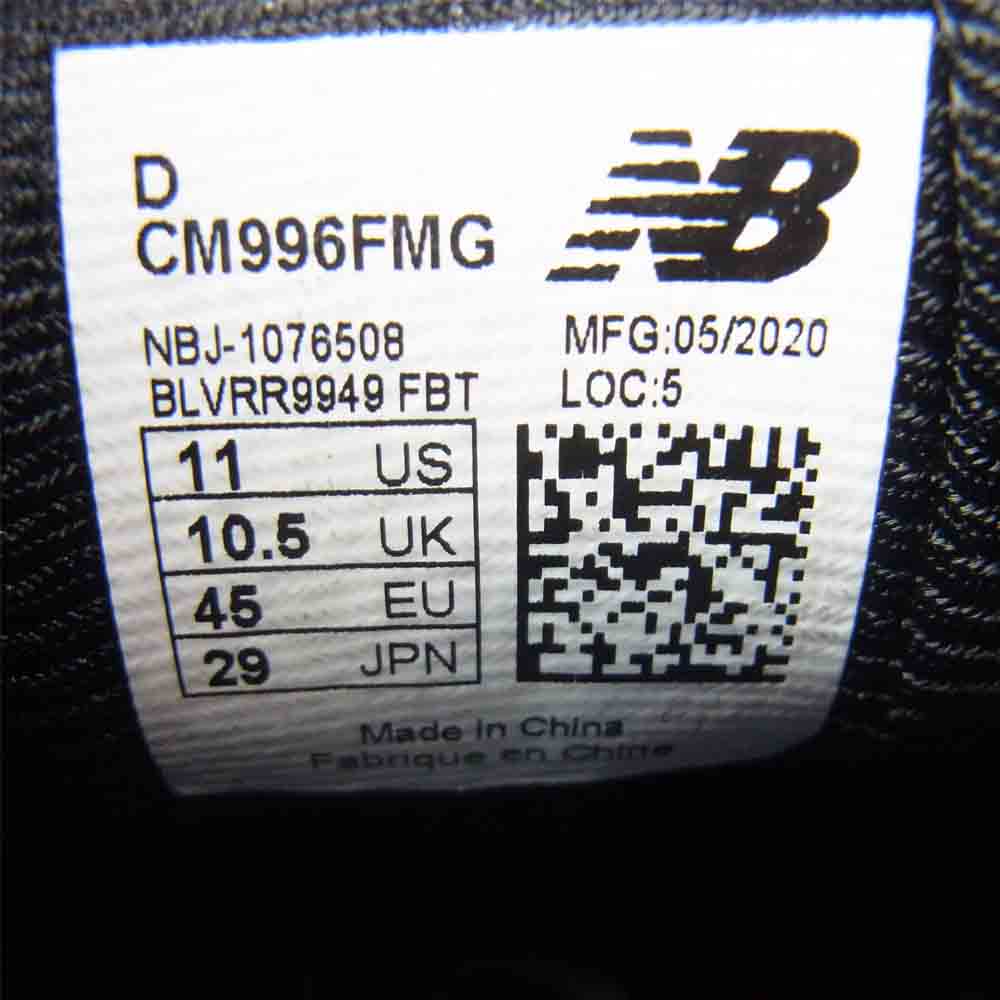 D
CM996FMG
NB
NBJ-1076508
MFG:05/2020
BLVRR9949 FBT
LOC:5
11 US
10.5 UK
45 EU
29 JPN
Made in China
Fabrique en Chine